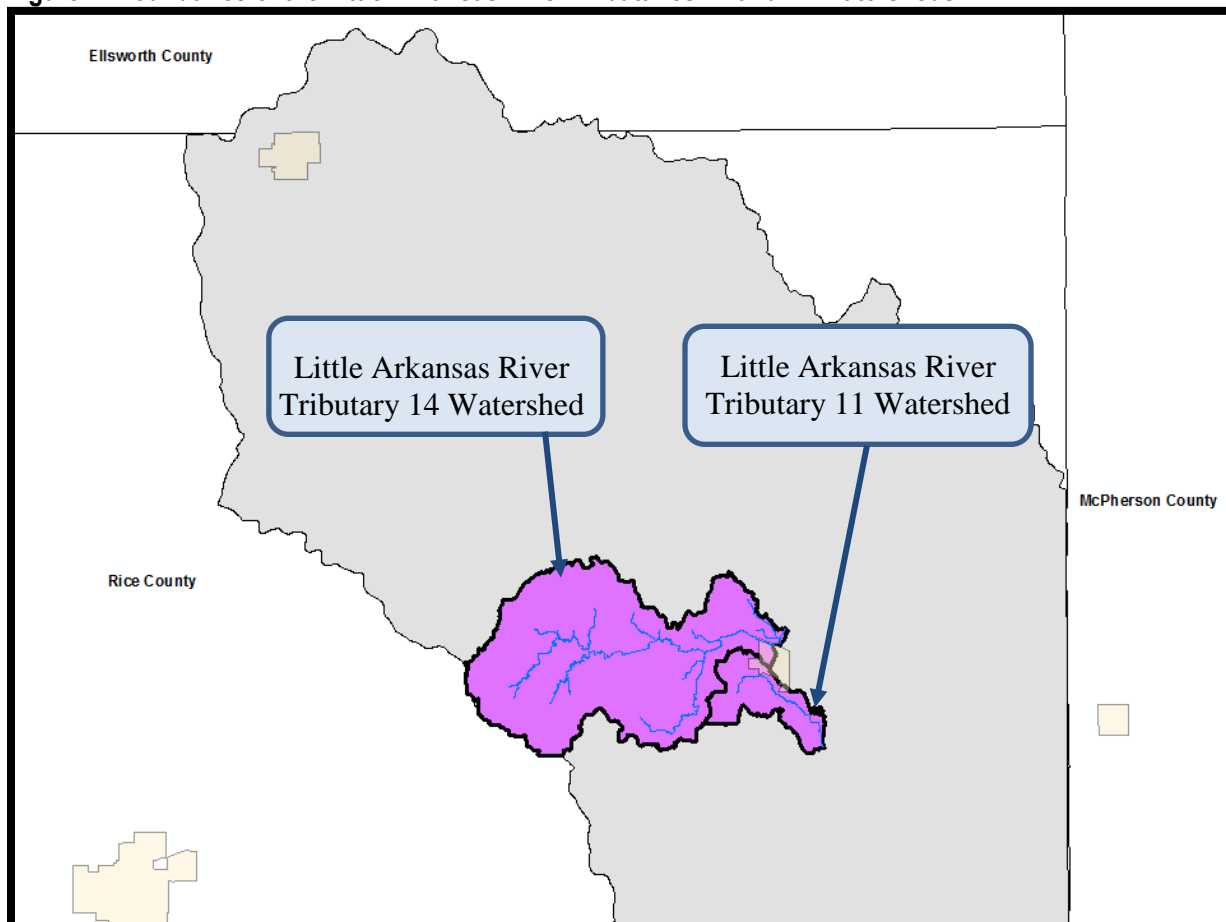 Ellsworth County
Little Arkansas River
Tributary 14 Watershed
Little Arkansas River
Tributary 11 Watershed
McPherson County
Rice County